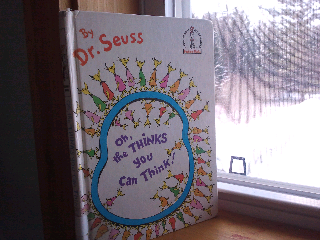 By
Dr. Seuss
Oh,
the THINKS
you
Can Think!